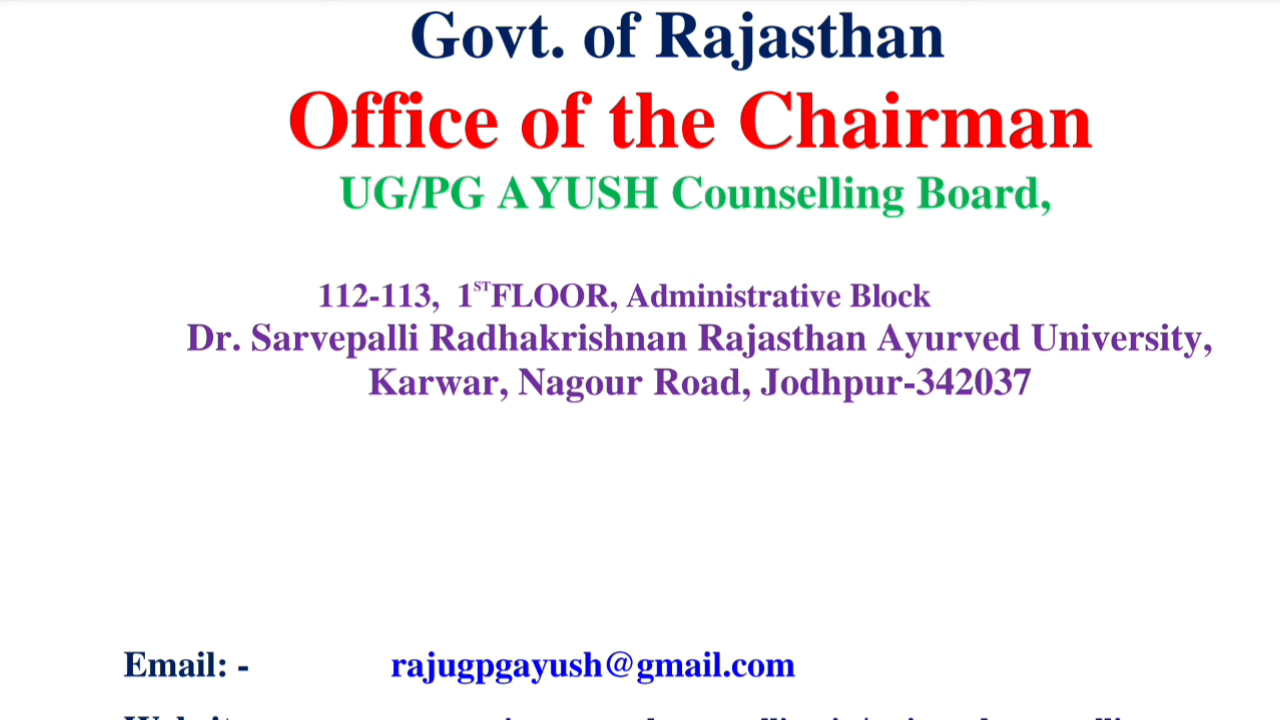 Govt. of Rajasthan
Office of the Chairman
UG/PG AYUSH Counselling Board,
112-113, 1STFLOOR, Administrative Block
Dr. Sarvepalli Radhakrishnan Rajasthan Ayurved University,
Karwar, Nagour Road, Jodhpur-342037
Email: - rajugpgayush@gmail.com